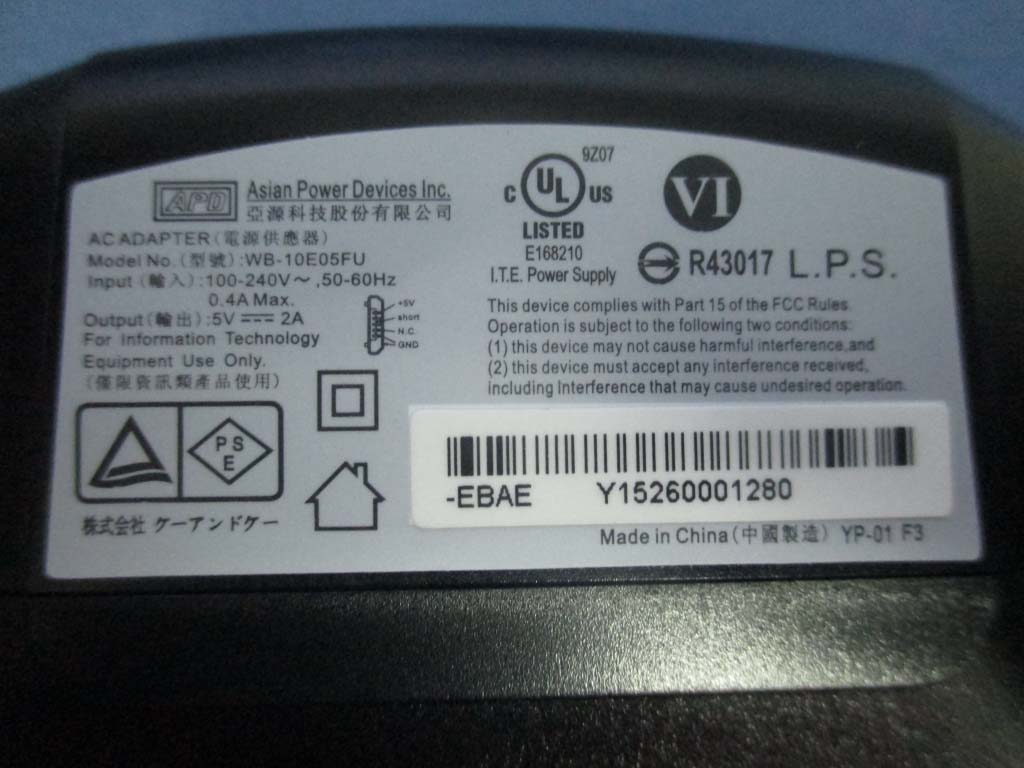 APD Asian Power Devices Inc.
亞源科技股份有限公司
AC ADAPTER (電源供應器)
Model No. (型號):WB-10E05FU
Input (輸入):100-240V～,50-60Hz
0.4A Max.
Output (輸出):5V 2A
For Information Technology
Equipment Use Only.
(僅限資訊類產品使用)
+5V
short
N.C.
GND
PS
E
株式会社 ケーアンドケー
9Z07
C UL US
LISTED
E168210
I.T.E. Power Supply
VI
R43017 L.P.S.
This device complies with Part 15 of the FCC Rules.
Operation is subject to the following two conditions:
(1) this device may not cause harmful interference,and
(2) this device must accept any interference received,
including Interference that may cause undesired operation.
-EBAE Y15260001280
Made in China (中國製造) YP-01 F3